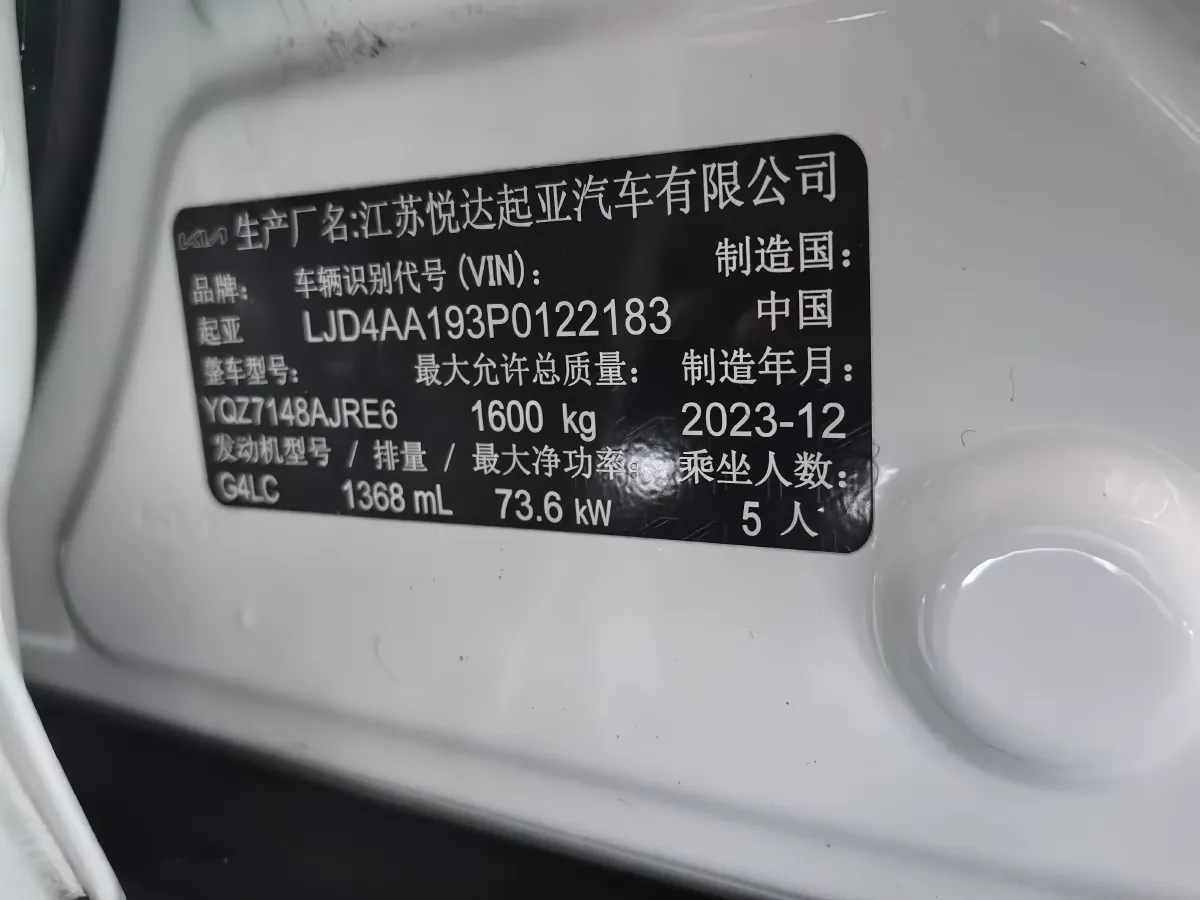 KIA 生产厂名:江苏悦达起亚汽车有限公司
品牌: 车辆识别代号 (VIN): 制造国:
起亚 LJD4AA193P0122183 中国
整车型号: 最大允许总质量: 制造年月:
YQZ7148AJRE6 1600 kg 2023-12
发动机型号 / 排量 / 最大净功率: 乘坐人数:
G4LC 1368 mL 73.6 kW 5 人